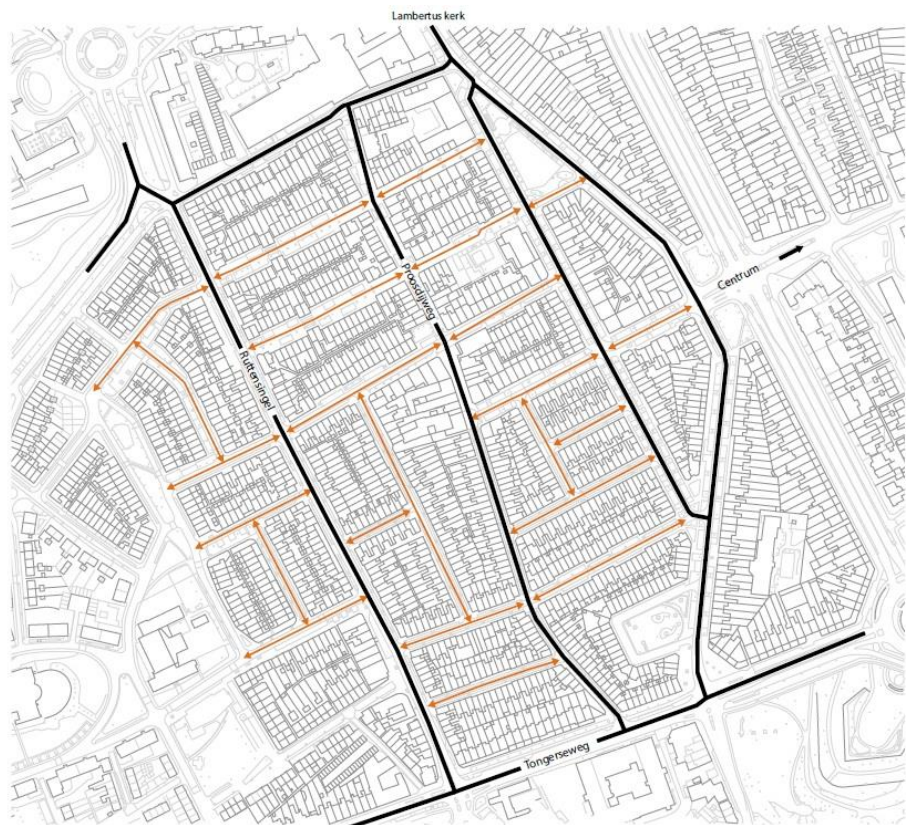 Lambertus kerk
Centrum
Proosdijweg
Ruttensingel
Tongerseweg